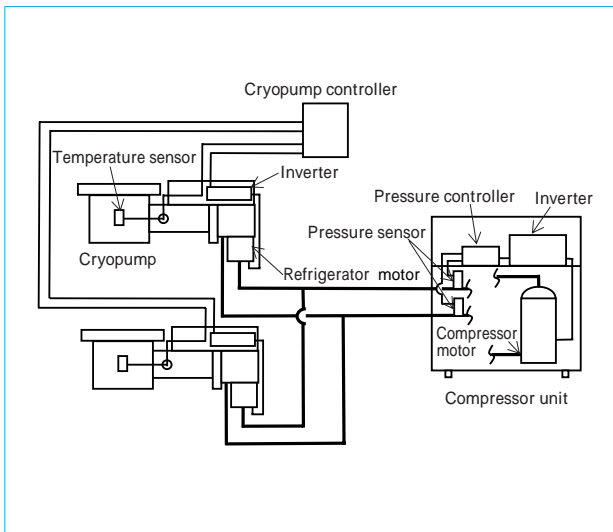 Cryopump controller
Temperature sensor
Inverter
Pressure controller
Inverter
Pressure sensor
Cryopump
Refrigerator motor
Compressor
motor
Compressor unit